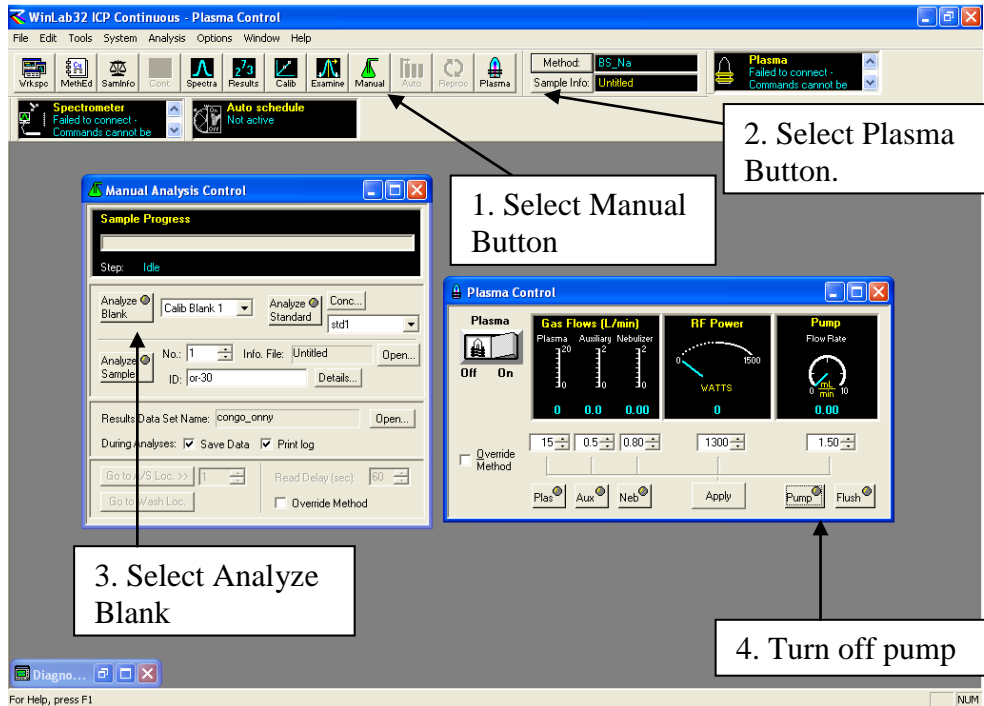 WinLab32 ICP Continuous - Plasma Control
File Edit Tools System Analysis Options Window Help
Wrkspc MethEd SamInfo Cont. Spectra Results Calib Examine Manual Auto Reproc Plasma
Method: BS_Na
Sample Info: Untitled
Plasma
Failed to connect -
Commands cannot be
Spectrometer
Failed to connect -
Commands cannot be
On
OFF
Auto schedule
Not active
2. Select Plasma
Button.
1. Select Manual
Button
Manual Analysis Control
Sample Progress
Step: Idle
Analyze
Blank
Calib Blank 1
Analyze
Standard
Conc...
std1
Analyze
Sample
No.: 1 Info. File: Untitled Open...
ID: or-30 Details...
Results Data Set Name: congo_onny Open...
During Analyses: Save Data Print log
Go to A/S Loc. >> 1 Read Delay (sec): 60
Go to Wash Loc. Override Method
Plasma Control
Plasma
Off On
Gas Flows (L/min)
Plasma Auxiliary Nebulizer
20 2 2
0 0 0
0 0.0 0.00
RF Power
0 1500
WATTS
0
Pump
Flow Rate
0 mL 10
min
0.00
Override
Method
15 0.5 0.80 1300 1.50
Plas Aux Neb Apply Pump Flush
3. Select Analyze
Blank
4. Turn off pump
Diagno...
For Help, press F1 NUM